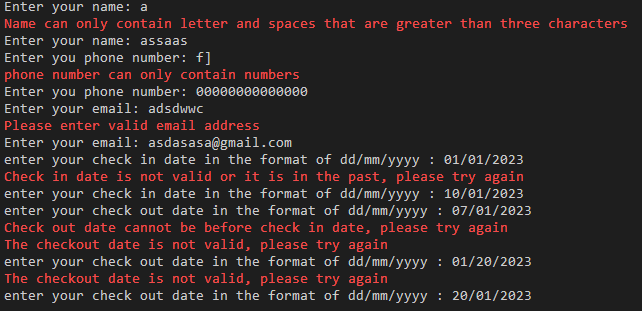 Enter your name: a
Name can only contain letter and spaces that are greater than three characters
Enter your name: assaas
Enter you phone number: f]
phone number can only contain numbers
Enter you phone number: 00000000000000
Enter your email: adsdwwc
Please enter valid email address
Enter your email: asdasasa@gmail.com
enter your check in date in the format of dd/mm/yyyy : 01/01/2023
Check in date is not valid or it is in the past, please try again
enter your check in date in the format of dd/mm/yyyy : 10/01/2023
enter your check out date in the format of dd/mm/yyyy : 07/01/2023
Check out date cannot be before check in date, please try again
The checkout date is not valid, please try again
enter your check out date in the format of dd/mm/yyyy : 01/20/2023
The checkout date is not valid, please try again
enter your check out date in the format of dd/mm/yyyy : 20/01/2023